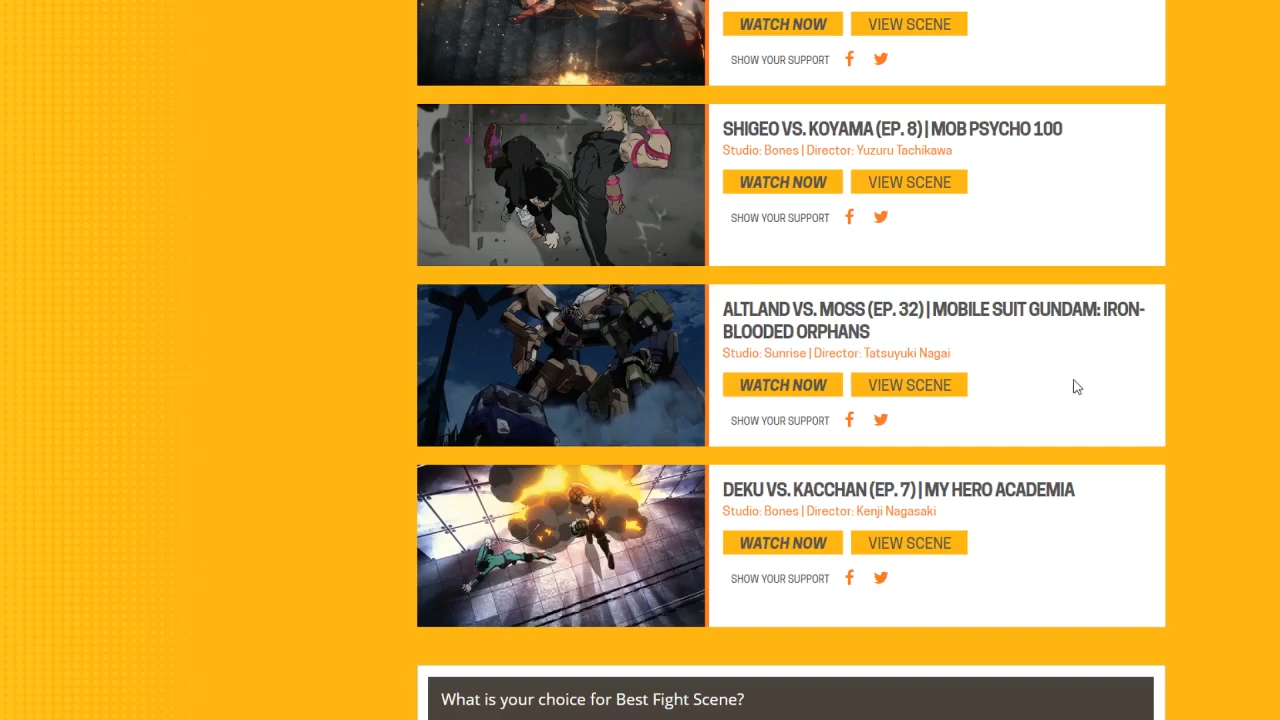 WATCH NOW VIEW SCENE
SHOW YOUR SUPPORT
SHIGEO VS. KOYAMA (EP. 8) | MOB PSYCHO 100
Studio: Bones | Director: Yuzuru Tachikawa
WATCH NOW VIEW SCENE
SHOW YOUR SUPPORT
ALTLAND VS. MOSS (EP. 32) | MOBILE SUIT GUNDAM: IRON-
BLOODED ORPHANS
Studio: Sunrise | Director: Tatsuyuki Nagai
WATCH NOW VIEW SCENE
SHOW YOUR SUPPORT
DEKU VS. KACCHAN (EP. 7) | MY HERO ACADEMIA
Studio: Bones | Director: Kenji Nagasaki
WATCH NOW VIEW SCENE
SHOW YOUR SUPPORT
What is your choice for Best Fight Scene?